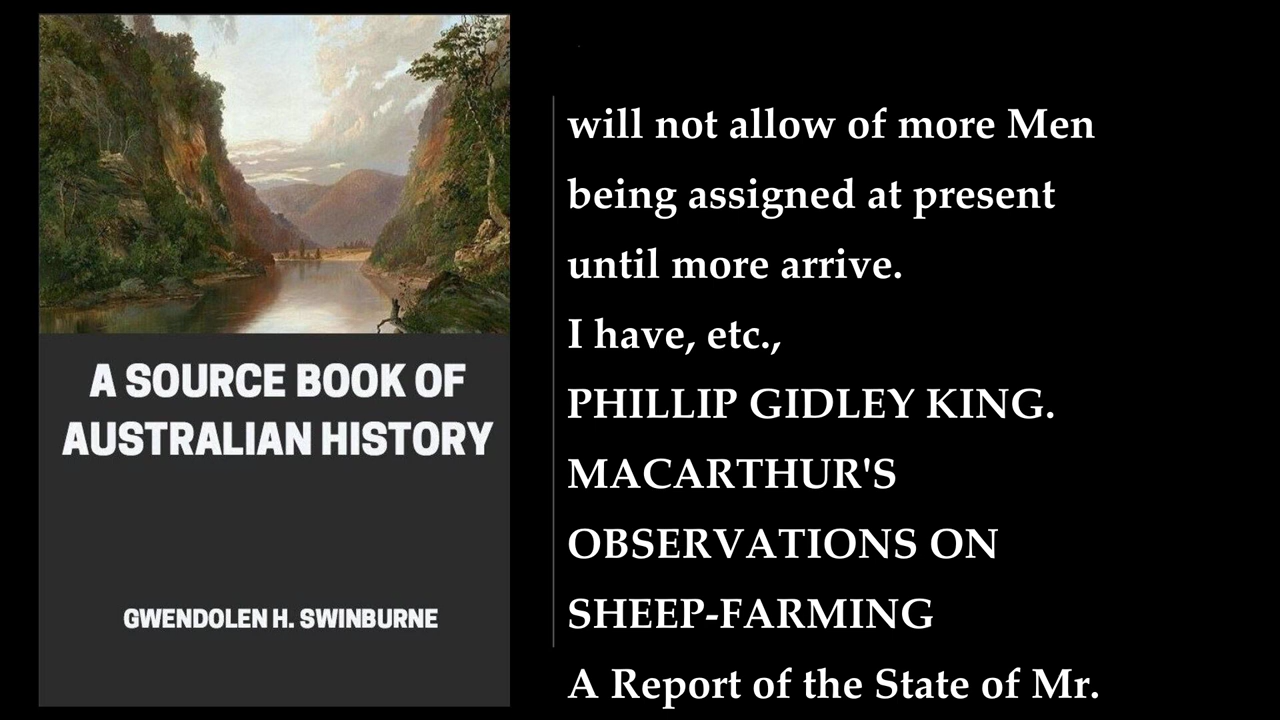 A SOURCE BOOK OF
AUSTRALIAN HISTORY
GWENDOLEN H. SWINBURNE
will not allow of more Men
being assigned at present
until more arrive.
I have, etc.,
PHILLIP GIDLEY KING.
MACARTHUR'S
OBSERVATIONS ON
SHEEP-FARMING
A Report of the State of Mr.